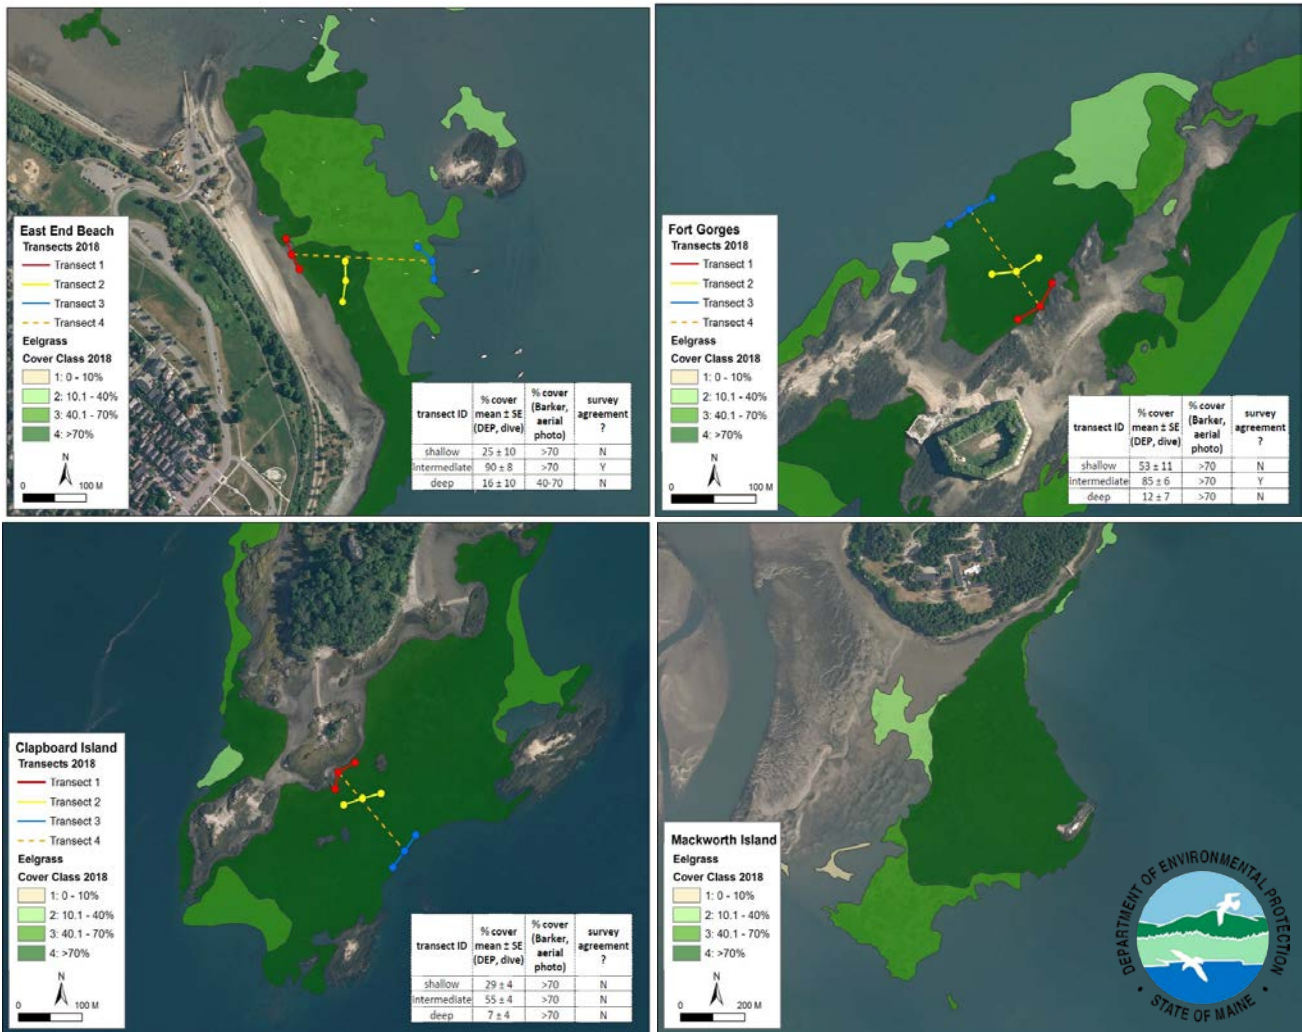 East End Beach
Transects 2018
Transect 1
Transect 2
Transect 3
Transect 4
Eelgrass
Cover Class 2018
1: 0 - 10%
2: 10.1 - 40%
3: 40.1 - 70%
4: >70%
N
0 100 M
transect ID % cover mean ± SE (DEP, dive) % cover (Barker, aerial photo) survey agreement ?
shallow 25 ± 10 >70 N
intermediate 90 ± 8 >70 Y
deep 16 ± 10 40-70 N
Fort Gorges
Transects 2018
Transect 1
Transect 2
Transect 3
Transect 4
Eelgrass
Cover Class 2018
1: 0 - 10%
2: 10.1 - 40%
3: 40.1 - 70%
4: >70%
N
0 100 M
transect ID % cover mean ± SE (DEP, dive) % cover (Barker, aerial photo) survey agreement ?
shallow 53 ± 11 >70 N
intermediate 85 ± 6 >70 Y
deep 12 ± 7 >70 N
Clapboard Island
Transects 2018
Transect 1
Transect 2
Transect 3
Transect 4
Eelgrass
Cover Class 2018
1: 0 - 10%
2: 10.1 - 40%
3: 40.1 - 70%
4: >70%
N
0 100 M
transect ID % cover mean ± SE (DEP, dive) % cover (Barker, aerial photo) survey agreement ?
shallow 29 ± 4 >70 N
intermediate 55 ± 4 >70 N
deep 7 ± 4 >70 N
Mackworth Island
Eelgrass
Cover Class 2018
1: 0 - 10%
2: 10.1 - 40%
3: 40.1 - 70%
4: >70%
N
0 200 M
DEPARTMENT OF ENVIRONMENTAL PROTECTION
• STATE OF MAINE •